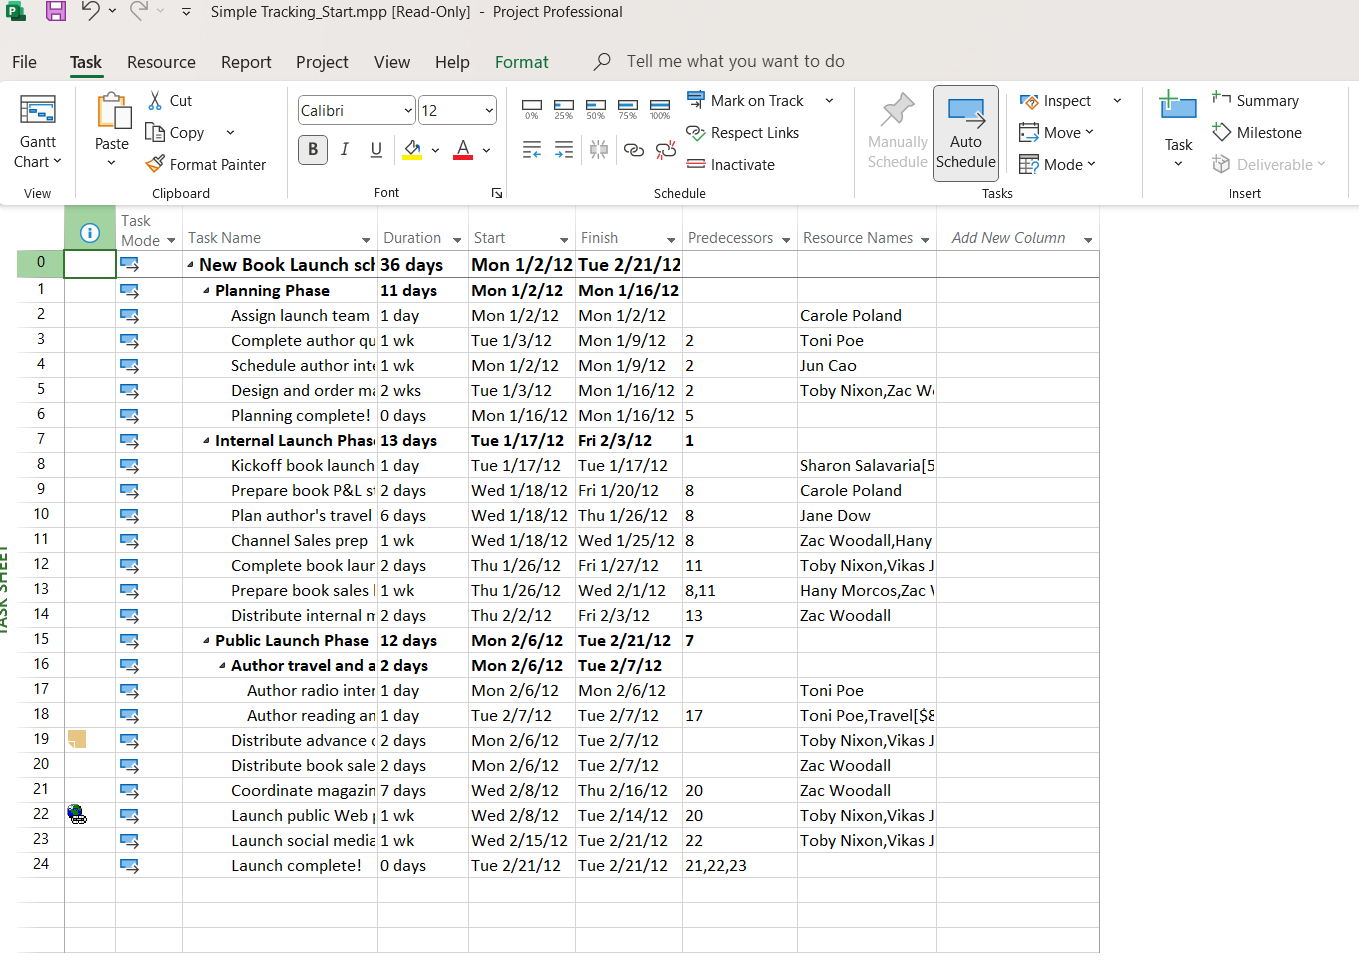 Simple Tracking_Start.mpp [Read-Only] - Project Professional
File Task Resource Report Project View Help Format Tell me what you want to do
Gantt Chart
View
Paste
Cut
Copy
Format Painter
Clipboard
Calibri 12
B I U A
Font
0% 25% 50% 75% 100%
Mark on Track
Respect Links
Inactivate
Schedule
Manually Schedule
Auto Schedule
Inspect
Move
Mode
Tasks
Task
Summary
Milestone
Deliverable
Insert
TASK SHEET
Task Mode Task Name Duration Start Finish Predecessors Resource Names Add New Column
0 New Book Launch sch 36 days Mon 1/2/12 Tue 2/21/12
1 Planning Phase 11 days Mon 1/2/12 Mon 1/16/12
2 Assign launch team 1 day Mon 1/2/12 Mon 1/2/12 Carole Poland
3 Complete author qu 1 wk Tue 1/3/12 Mon 1/9/12 2 Toni Poe
4 Schedule author inte 1 wk Mon 1/2/12 Mon 1/9/12 2 Jun Cao
5 Design and order ma 2 wks Tue 1/3/12 Mon 1/16/12 2 Toby Nixon,Zac Wo
6 Planning complete! 0 days Mon 1/16/12 Mon 1/16/12 5
7 Internal Launch Phase 13 days Tue 1/17/12 Fri 2/3/12 1
8 Kickoff book launch 1 day Tue 1/17/12 Tue 1/17/12 Sharon Salavaria[5
9 Prepare book P&L st 2 days Wed 1/18/12 Fri 1/20/12 8 Carole Poland
10 Plan author's travel 6 days Wed 1/18/12 Thu 1/26/12 8 Jane Dow
11 Channel Sales prep 1 wk Wed 1/18/12 Wed 1/25/12 8 Zac Woodall,Hany
12 Complete book laun 2 days Thu 1/26/12 Fri 1/27/12 11 Toby Nixon,Vikas J
13 Prepare book sales 1 wk Thu 1/26/12 Wed 2/1/12 8,11 Hany Morcos,Zac
14 Distribute internal m 2 days Thu 2/2/12 Fri 2/3/12 13 Zac Woodall
15 Public Launch Phase 12 days Mon 2/6/12 Tue 2/21/12 7
16 Author travel and a 2 days Mon 2/6/12 Tue 2/7/12
17 Author radio inter 1 day Mon 2/6/12 Mon 2/6/12 Toni Poe
18 Author reading an 1 day Tue 2/7/12 Tue 2/7/12 17 Toni Poe,Travel[$8
19 Distribute advance c 2 days Mon 2/6/12 Tue 2/7/12 Toby Nixon,Vikas J
20 Distribute book sale 2 days Mon 2/6/12 Tue 2/7/12 Zac Woodall
21 Coordinate magazin 7 days Wed 2/8/12 Thu 2/16/12 20 Zac Woodall
22 Launch public Web p 1 wk Wed 2/8/12 Tue 2/14/12 20 Toby Nixon,Vikas J
23 Launch social media 1 wk Wed 2/15/12 Tue 2/21/12 22 Toby Nixon,Vikas J
24 Launch complete! 0 days Tue 2/21/12 Tue 2/21/12 21,22,23